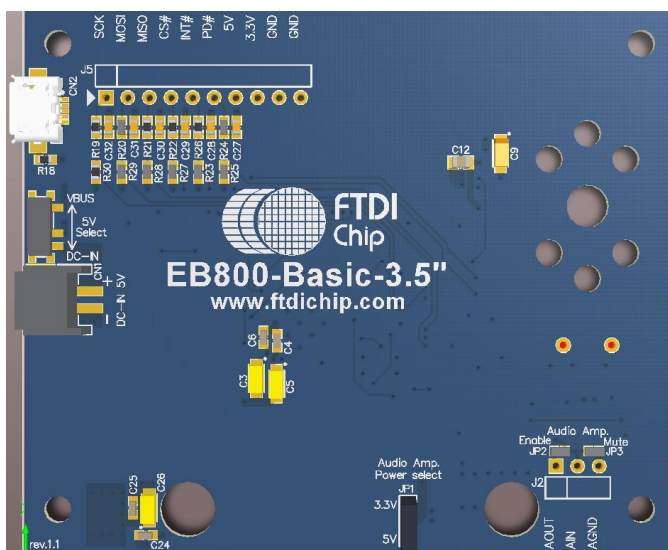 SCK
MOSI
MISO
CS#
INT#
PD#
5V
3.3V
GND
GND
J5
CN2
R19
C32
R20
C31
R21
C30
R22
C29
R26
C28
R24
C27
R18
R30
R29
R28
R27
R23
R25
C12
C9
VBUS
5V
Select
DC-IN
CN1
+
5V
DC-IN
−
FTDI
Chip
EB800-Basic-3.5"
www.ftdichip.com
C6
C4
C3
C5
Audio Amp.
Enable
Mute
JP2
JP3
J2
AOUT
AIN
AGND
Audio Amp.
Power select
JP1
3.3V
5V
C25
C26
C24
rev.1.1